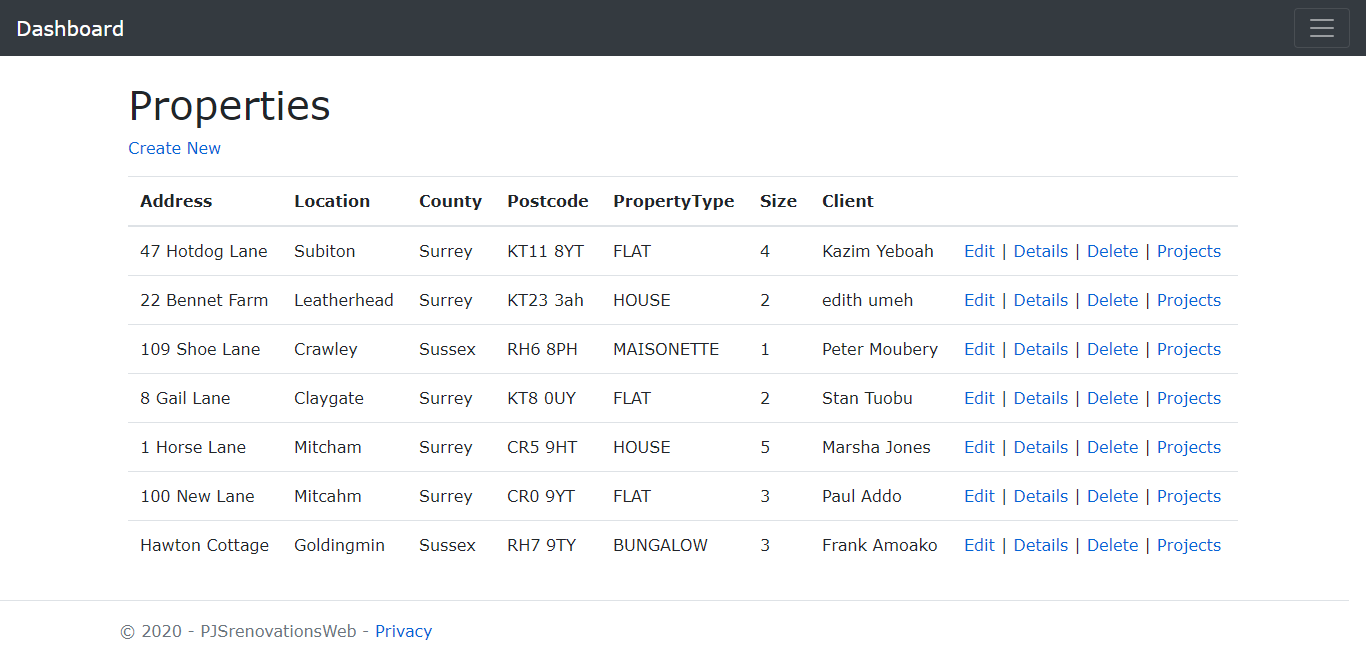 Dashboard
Properties
Create New
Address Location County Postcode PropertyType Size Client
47 Hotdog Lane Subiton Surrey KT11 8YT FLAT 4 Kazim Yeboah Edit | Details | Delete | Projects
22 Bennet Farm Leatherhead Surrey KT23 3ah HOUSE 2 edith umeh Edit | Details | Delete | Projects
109 Shoe Lane Crawley Sussex RH6 8PH MAISONETTE 1 Peter Moubery Edit | Details | Delete | Projects
8 Gail Lane Claygate Surrey KT8 0UY FLAT 2 Stan Tuobu Edit | Details | Delete | Projects
1 Horse Lane Mitcham Surrey CR5 9HT HOUSE 5 Marsha Jones Edit | Details | Delete | Projects
100 New Lane Mitcahm Surrey CR0 9YT FLAT 3 Paul Addo Edit | Details | Delete | Projects
Hawton Cottage Goldingmin Sussex RH7 9TY BUNGALOW 3 Frank Amoako Edit | Details | Delete | Projects
© 2020 - PJSrenovationsWeb - Privacy